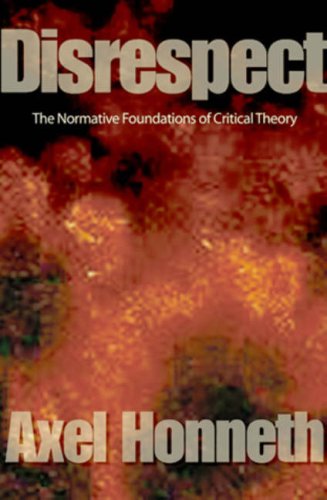 Disrespect
The Normative Foundations of Critical Theory
Axel Honneth